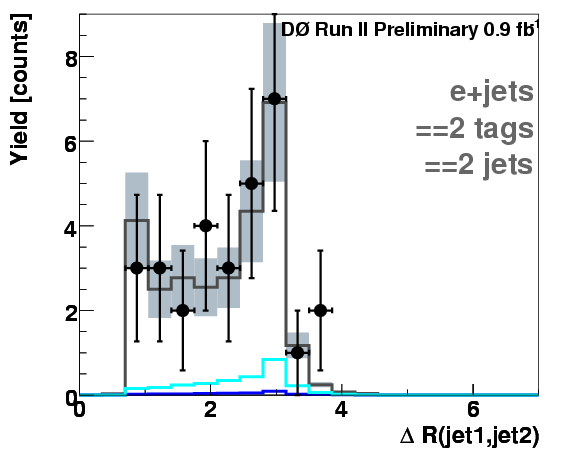 DØ Run II Preliminary 0.9 fb-1
Yield [counts]
e+jets
==2 tags
==2 jets
8
6
4
2
0
0
2
4
6
Δ R(jet1,jet2)